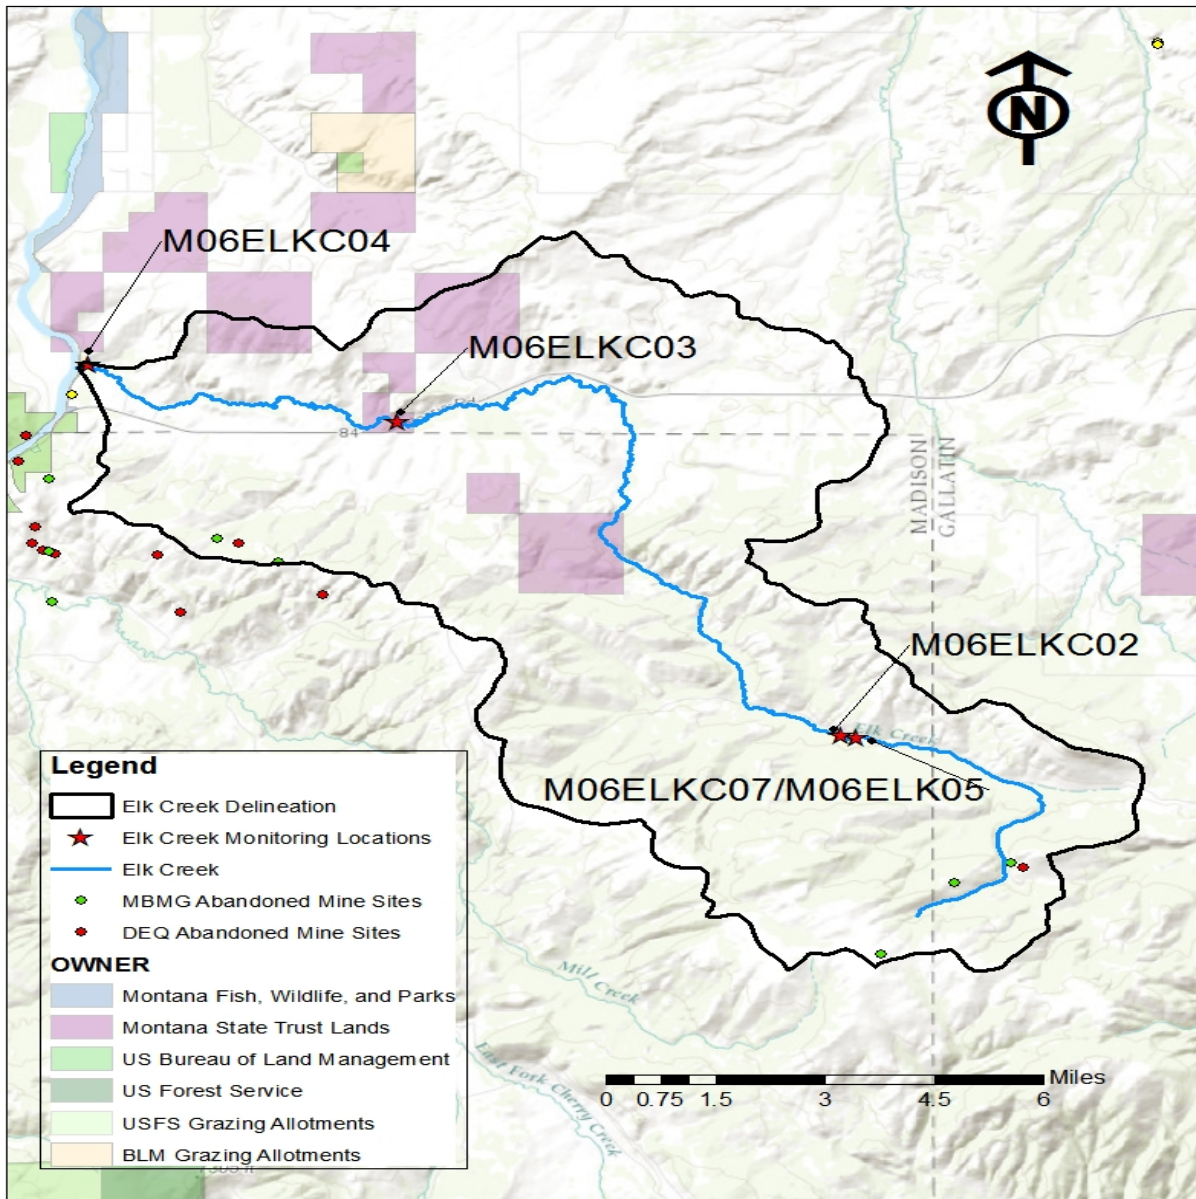 N
M06ELKC04
M06ELKC03
Rd
84
MADISON
GALLATIN
M06ELKC02
Elk Creek
M06ELKC07/M06ELK05
Legend
Elk Creek Delineation
Elk Creek Monitoring Locations
Elk Creek
MBMG Abandoned Mine Sites
DEQ Abandoned Mine Sites
OWNER
Montana Fish, Wildlife, and Parks
Montana State Trust Lands
US Bureau of Land Management
US Forest Service
USFS Grazing Allotments
BLM Grazing Allotments
Mill Creek
East Fork Cherry Creek
Miles
0 0.75 1.5 3 4.5 6